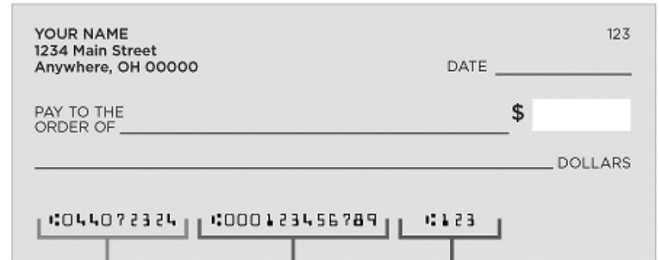 YOUR NAME 123
1234 Main Street
Anywhere, OH 00000
DATE
PAY TO THE
ORDER OF $
DOLLARS
⑆044072324 ⑆000123456789 ⑆123